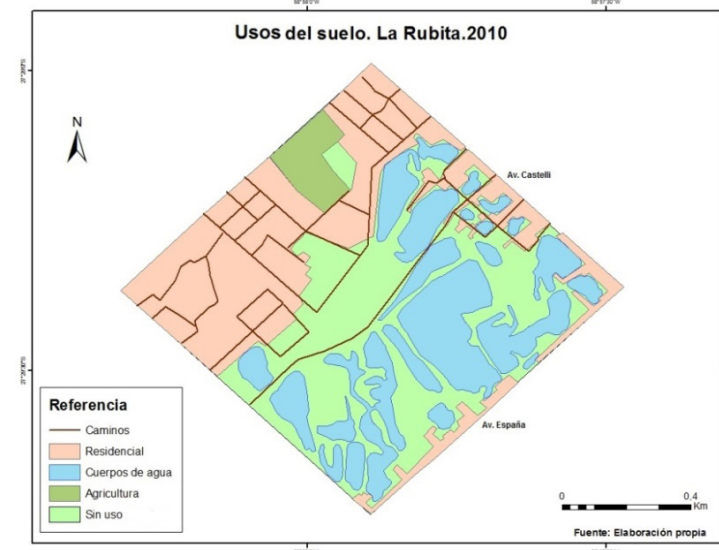 Usos del suelo. La Rubita.2010
N
Av. Castelli
Av. España
Referencia
Caminos
Residencial
Cuerpos de agua
Agricultura
Sin uso
0 0,4
Km
Fuente: Elaboración propia